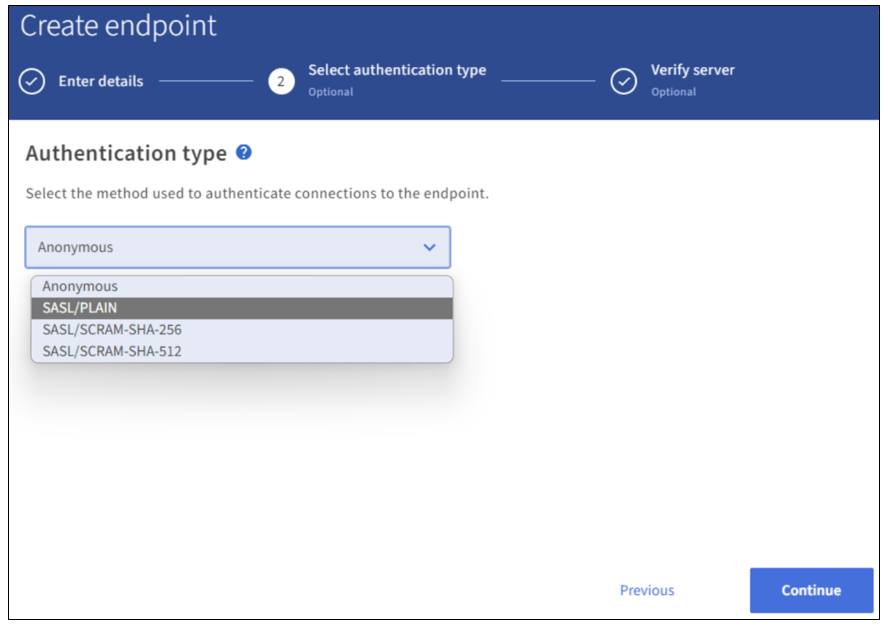 Create endpoint
Enter details
2
Select authentication type
Optional
Verify server
Optional
Authentication type ?
Select the method used to authenticate connections to the endpoint.
Anonymous
Anonymous
SASL/PLAIN
SASL/SCRAM-SHA-256
SASL/SCRAM-SHA-512
Previous
Continue